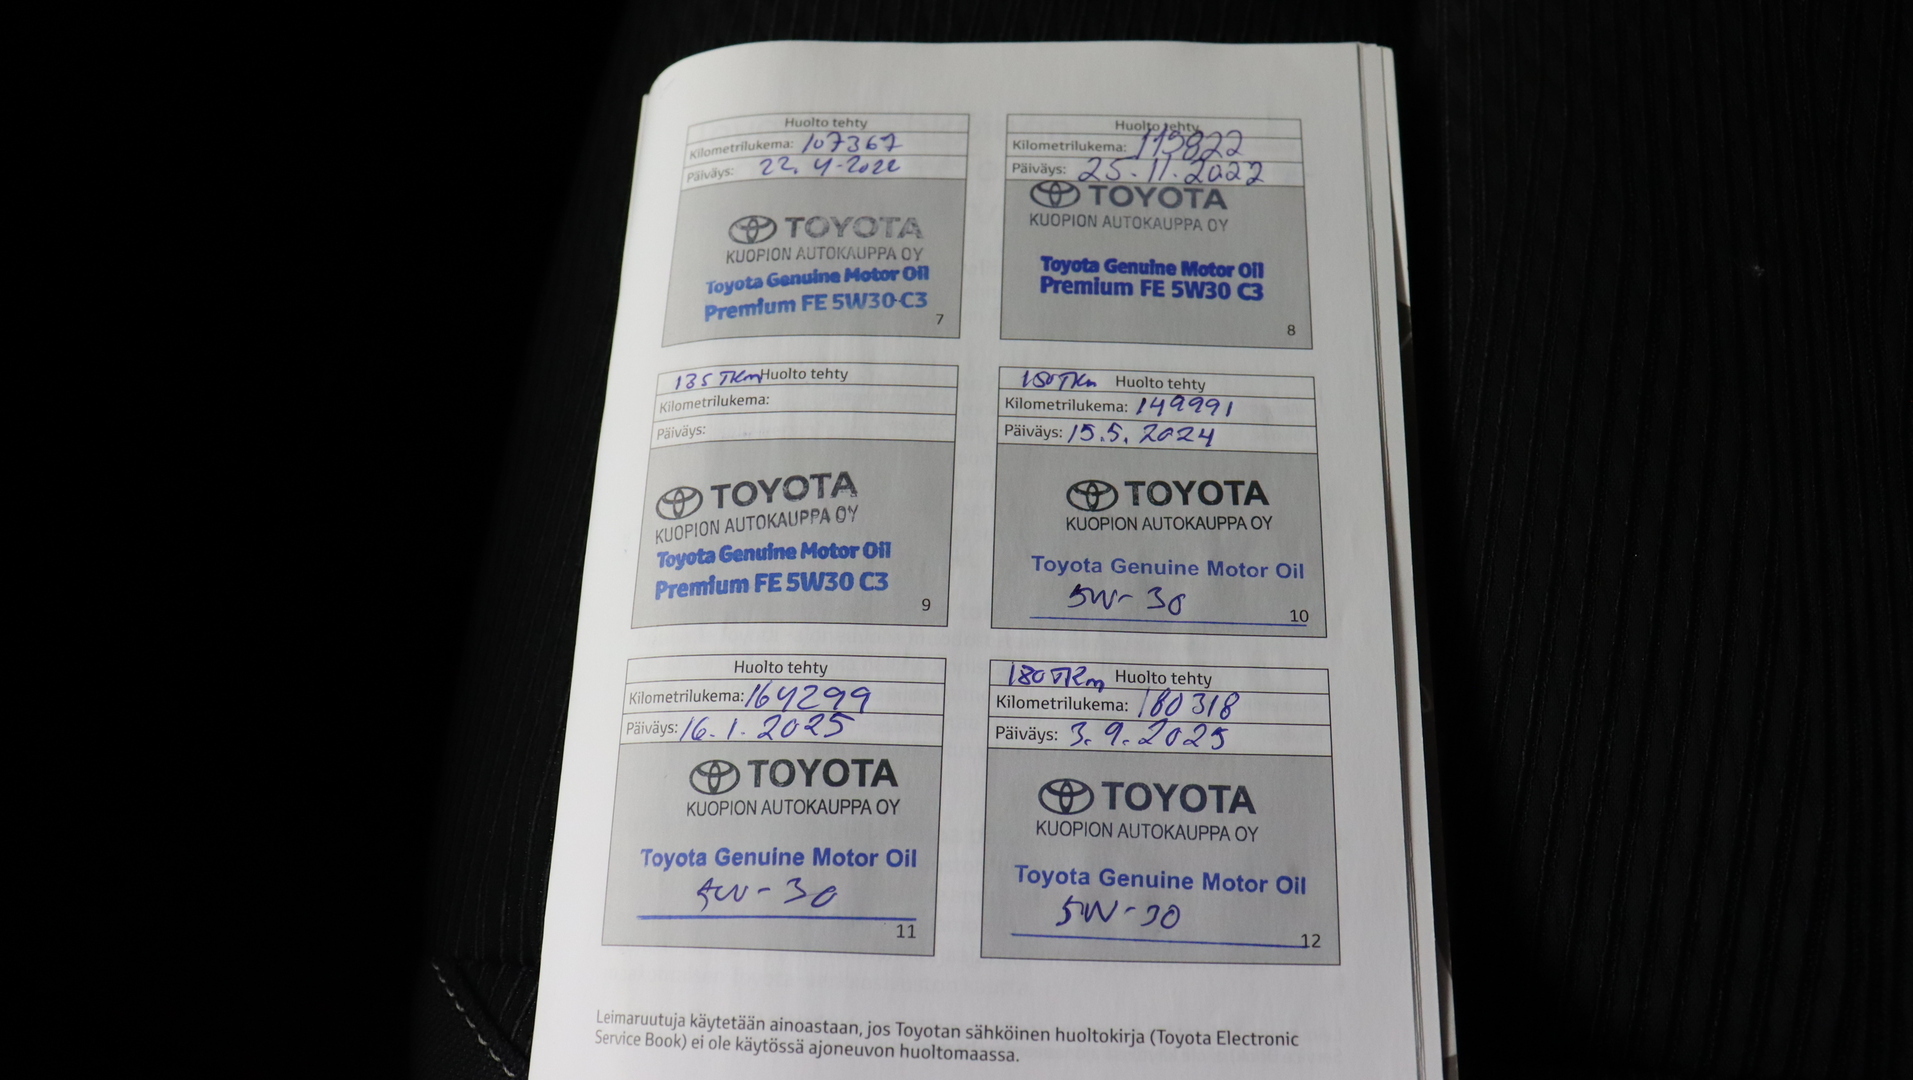 Huolto tehty
Kilometrilukema: 107367
Päiväys: 22.4-2022
TOYOTA
KUOPION AUTOKAUPPA OY
Toyota Genuine Motor Oil
Premium FE 5W30 C3
7
Huolto tehty
Kilometrilukema: 119822
Päiväys: 25.11.2022
TOYOTA
KUOPION AUTOKAUPPA OY
Toyota Genuine Motor Oil
Premium FE 5W30 C3
8
135 TKm Huolto tehty
Kilometrilukema:
Päiväys:
TOYOTA
KUOPION AUTOKAUPPA OY
Toyota Genuine Motor Oil
Premium FE 5W30 C3
9
150TKm Huolto tehty
Kilometrilukema: 149991
Päiväys: 15.5.2024
TOYOTA
KUOPION AUTOKAUPPA OY
Toyota Genuine Motor Oil
5W-30
10
Huolto tehty
Kilometrilukema: 164299
Päiväys: 16.1.2025
TOYOTA
KUOPION AUTOKAUPPA OY
Toyota Genuine Motor Oil
5W-30
11
180TKm Huolto tehty
Kilometrilukema: 180318
Päiväys: 3.9.2025
TOYOTA
KUOPION AUTOKAUPPA OY
Toyota Genuine Motor Oil
5W-30
12
Leimaruutuja käytetään ainoastaan, jos Toyotan sähköinen huoltokirja (Toyota Electronic
Service Book) ei ole käytössä ajoneuvon huoltomaassa.